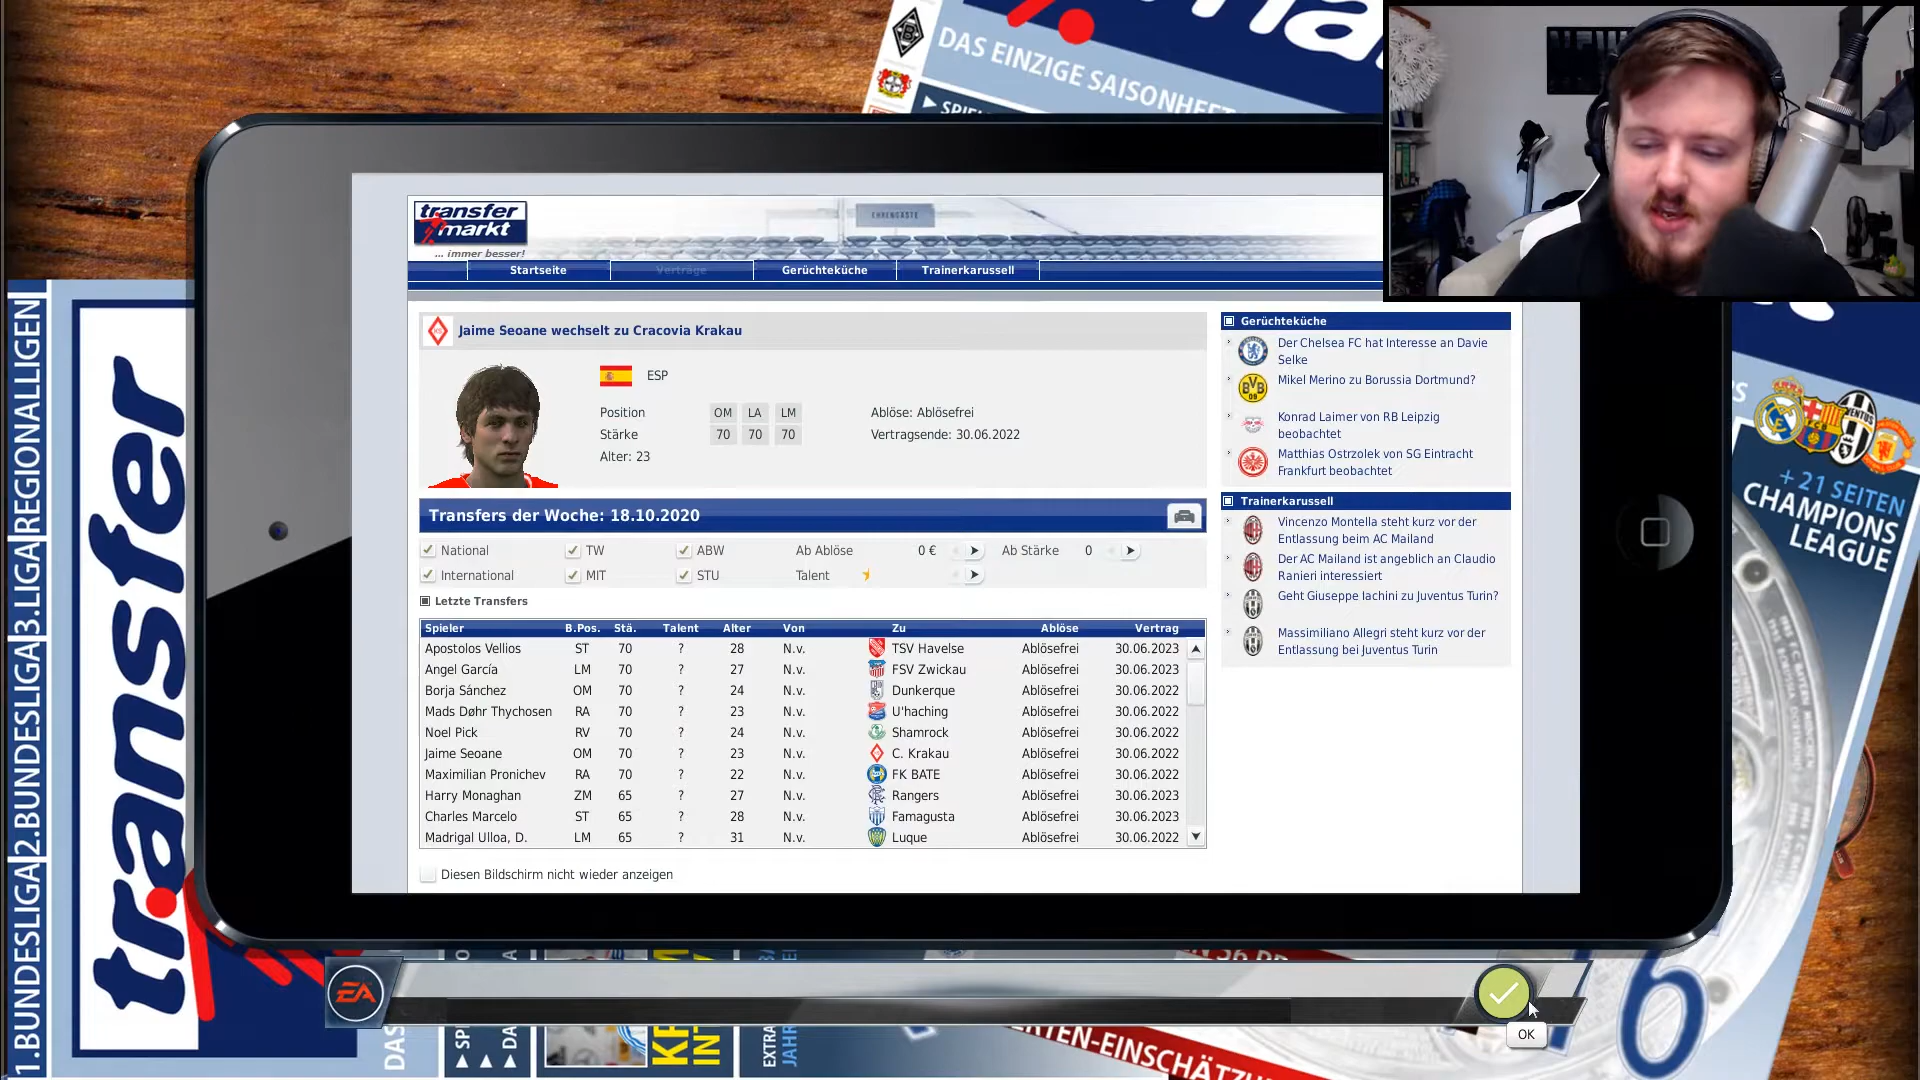 DAS EINZIGE SAISONHEFT
transfer
markt
... immer besser!
EHRENGÄSTE
Startseite
Verträge
Gerüchteküche
Trainerkarussell
Jaime Seoane wechselt zu Cracovia Krakau
ESP
Position OM LA LM
Stärke 70 70 70
Alter: 23
Ablöse: Ablösefrei
Vertragsende: 30.06.2022
Transfers der Woche: 18.10.2020
National TW ABW Ab Ablöse 0 € Ab Stärke 0
International MIT STU Talent
Letzte Transfers
Spieler B.Pos. Stä. Talent Alter Von Zu Ablöse Vertrag
Apostolos Vellios ST 70 ? 28 N.v. TSV Havelse Ablösefrei 30.06.2023
Angel García LM 70 ? 27 N.v. FSV Zwickau Ablösefrei 30.06.2023
Borja Sánchez OM 70 ? 24 N.v. Dunkerque Ablösefrei 30.06.2022
Mads Døhr Thychosen RA 70 ? 23 N.v. U'haching Ablösefrei 30.06.2022
Noel Pick RV 70 ? 24 N.v. Shamrock Ablösefrei 30.06.2022
Jaime Seoane OM 70 ? 23 N.v. C. Krakau Ablösefrei 30.06.2022
Maximilian Pronichev RA 70 ? 22 N.v. FK BATE Ablösefrei 30.06.2022
Harry Monaghan ZM 65 ? 27 N.v. Rangers Ablösefrei 30.06.2023
Charles Marcelo ST 65 ? 28 N.v. Famagusta Ablösefrei 30.06.2023
Madrigal Ulloa, D. LM 65 ? 31 N.v. Luque Ablösefrei 30.06.2022
Diesen Bildschirm nicht wieder anzeigen
Gerüchteküche
Der Chelsea FC hat Interesse an Davie
Selke
Mikel Merino zu Borussia Dortmund?
Konrad Laimer von RB Leipzig
beobachtet
Matthias Ostrzolek von SG Eintracht
Frankfurt beobachtet
Trainerkarussell
Vincenzo Montella steht kurz vor der
Entlassung beim AC Mailand
Der AC Mailand ist angeblich an Claudio
Ranieri interessiert
Geht Giuseppe Iachini zu Juventus Turin?
Massimiliano Allegri steht kurz vor der
Entlassung bei Juventus Turin
1.BUNDESLIGA 2.BUNDESLIGA 3.LIGA REGIONALLIGEN
transfer
+ 21 SEITEN
CHAMPIONS
LEAGUE
EA
OK
DAS
EXTRA
JAHR
RTEN-EINSCHÄTZU
16